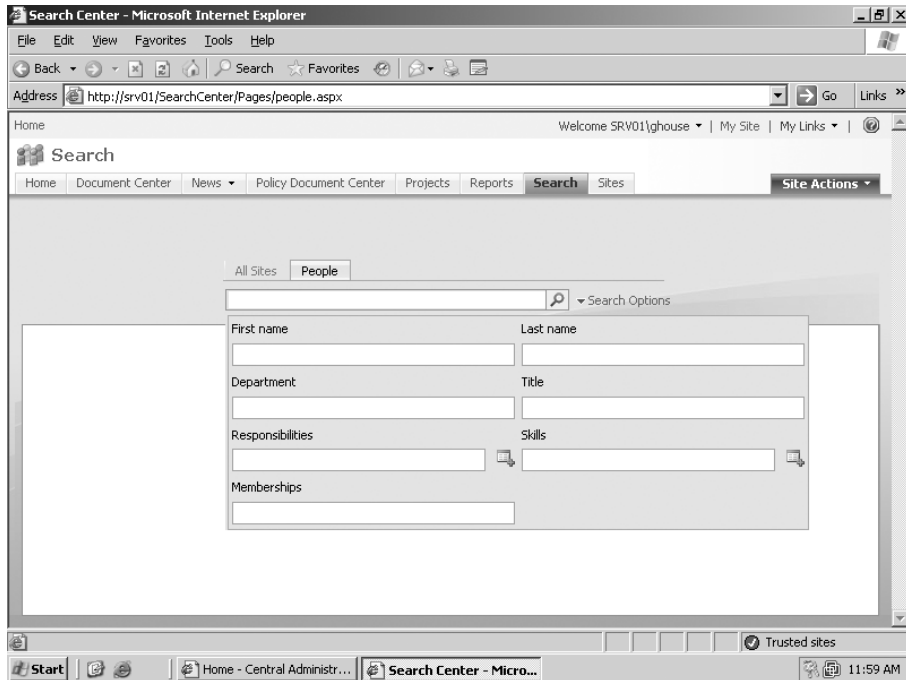 Search Center - Microsoft Internet Explorer
File Edit View Favorites Tools Help
Back Search Favorites
Address http://srv01/SearchCenter/Pages/people.aspx Go Links »
Home Welcome SRV01\ghouse | My Site | My Links |
Search
Home Document Center News Policy Document Center Projects Reports Search Sites Site Actions
All Sites People
Search Options
First name Last name
Department Title
Responsibilities Skills
Memberships
Trusted sites
Start Home - Central Administr... Search Center - Micro... 11:59 AM